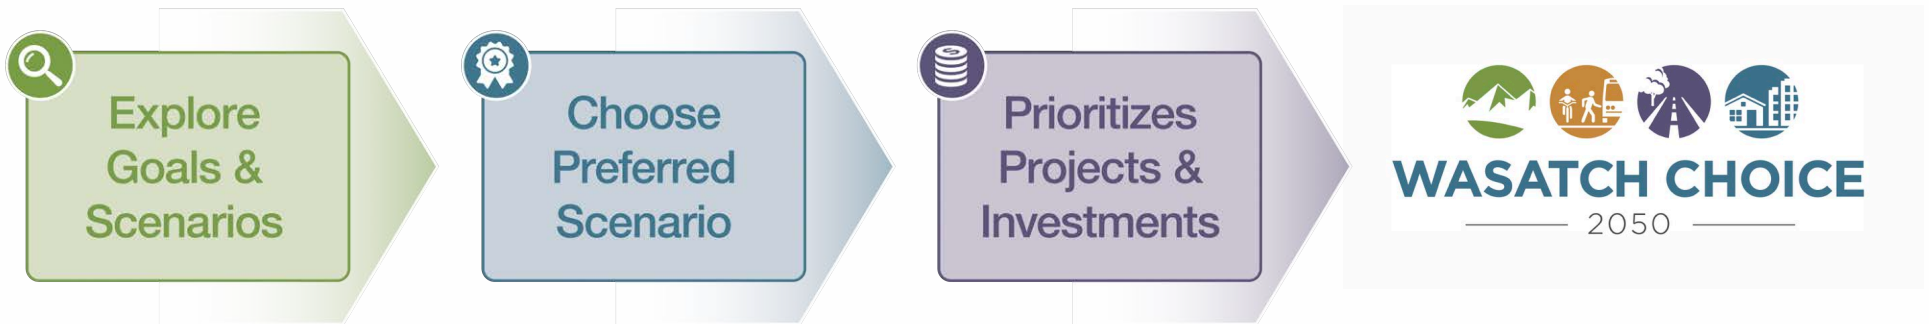 Explore
Goals &
Scenarios
Choose
Preferred
Scenario
Prioritizes
Projects &
Investments
WASATCH CHOICE
2050